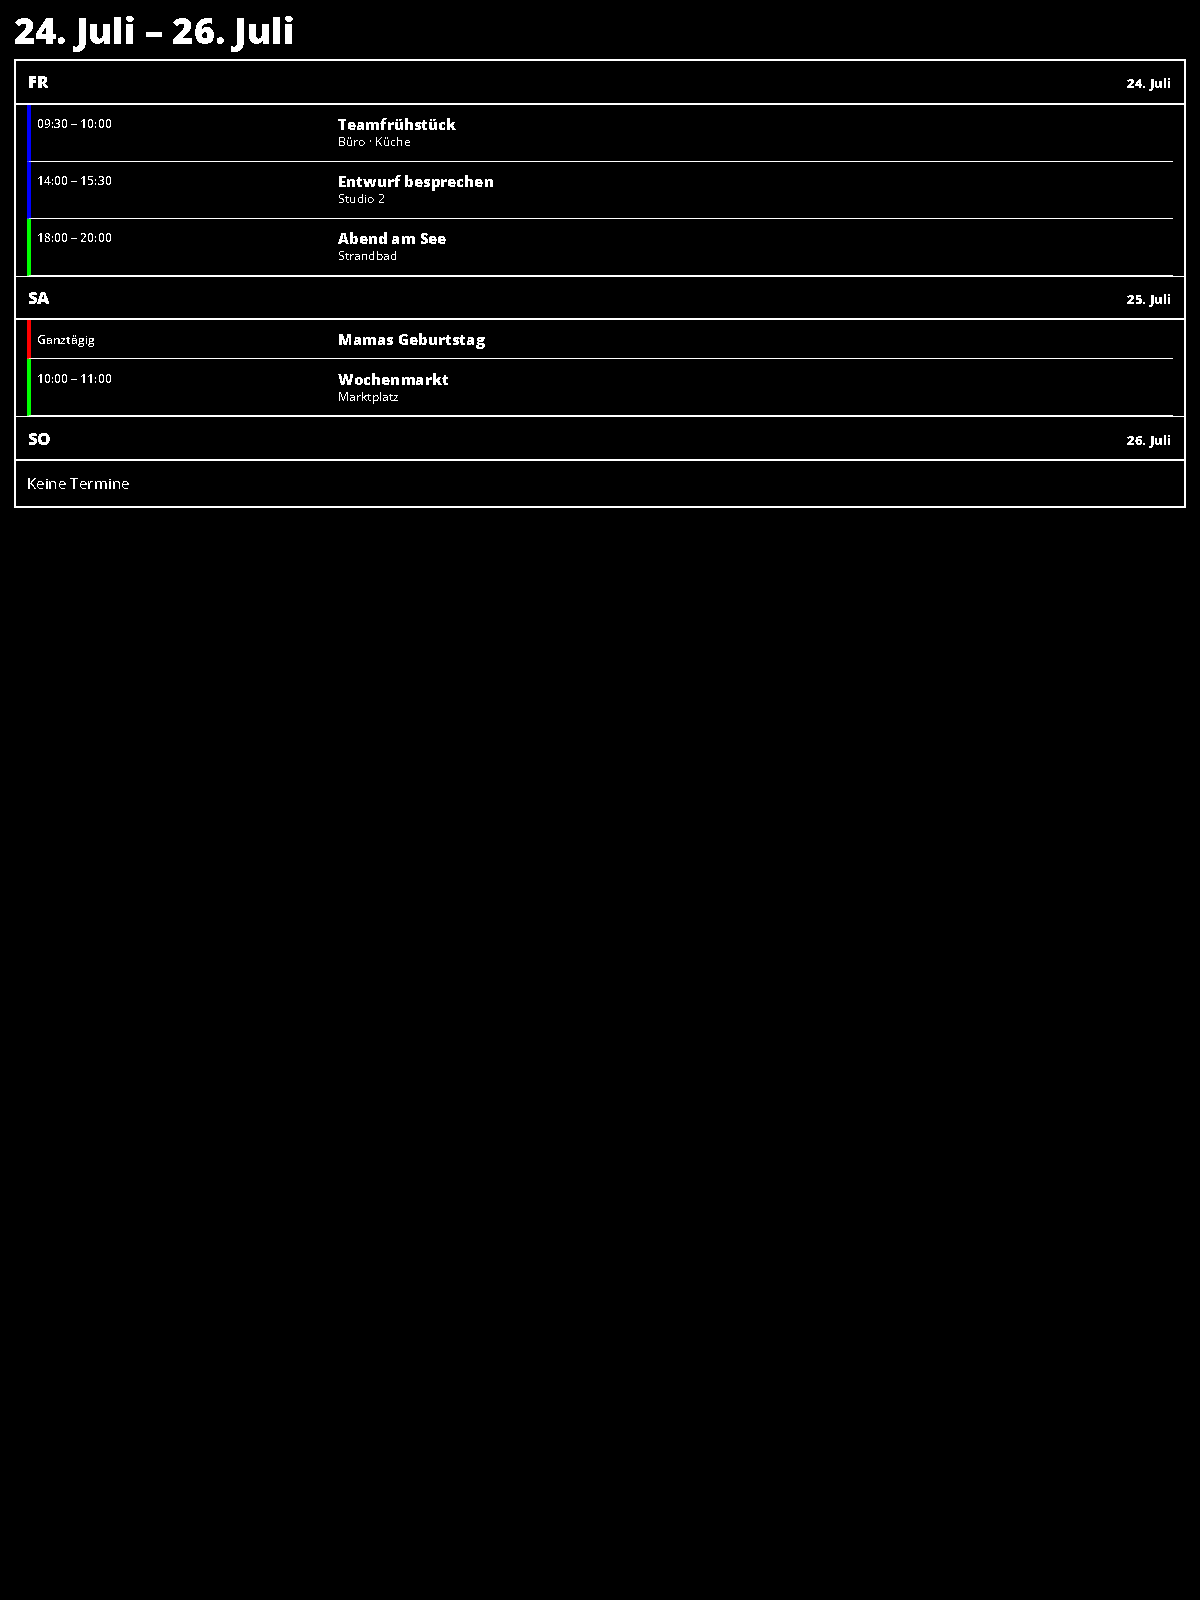 24. Juli – 26. Juli
FR 24. Juli
09:30 – 10:00 Teamfrühstück
Büro · Küche
14:00 – 15:30 Entwurf besprechen
Studio 2
18:00 – 20:00 Abend am See
Strandbad
SA 25. Juli
Ganztägig Mamas Geburtstag
10:00 – 11:00 Wochenmarkt
Marktplatz
SO 26. Juli
Keine Termine